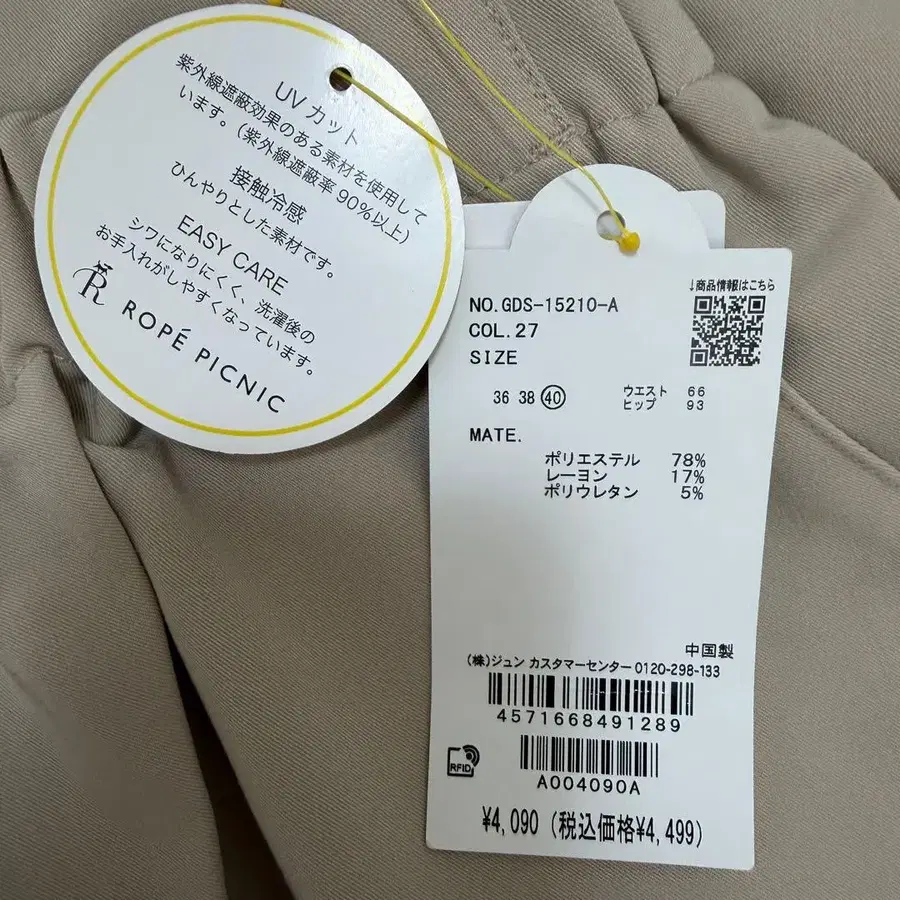 UVカット
紫外線遮蔽効果のある素材を使用して
います。(紫外線遮蔽率90%以上)
接触冷感
ひんやりとした素材です。
EASY CARE
シワになりにくく、洗濯後の
お手入れがしやすくなっています。
R
ROPÉ PICNIC
↓商品情報はこちら
NO.GDS-15210-A
COL.27
SIZE
36 38 40 ウエスト 66
ヒップ 93
MATE.
ポリエステル 78%
レーヨン 17%
ポリウレタン 5%
中国製
(株)ジュン カスタマーセンター 0120-298-133
4571668491289
RFID
A004090A
¥4,090 (税込価格¥4,499)